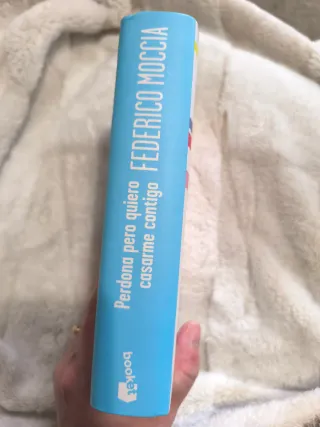 Perdona pero quiero
casarme contigo
FEDERICO MOCCIA
booket